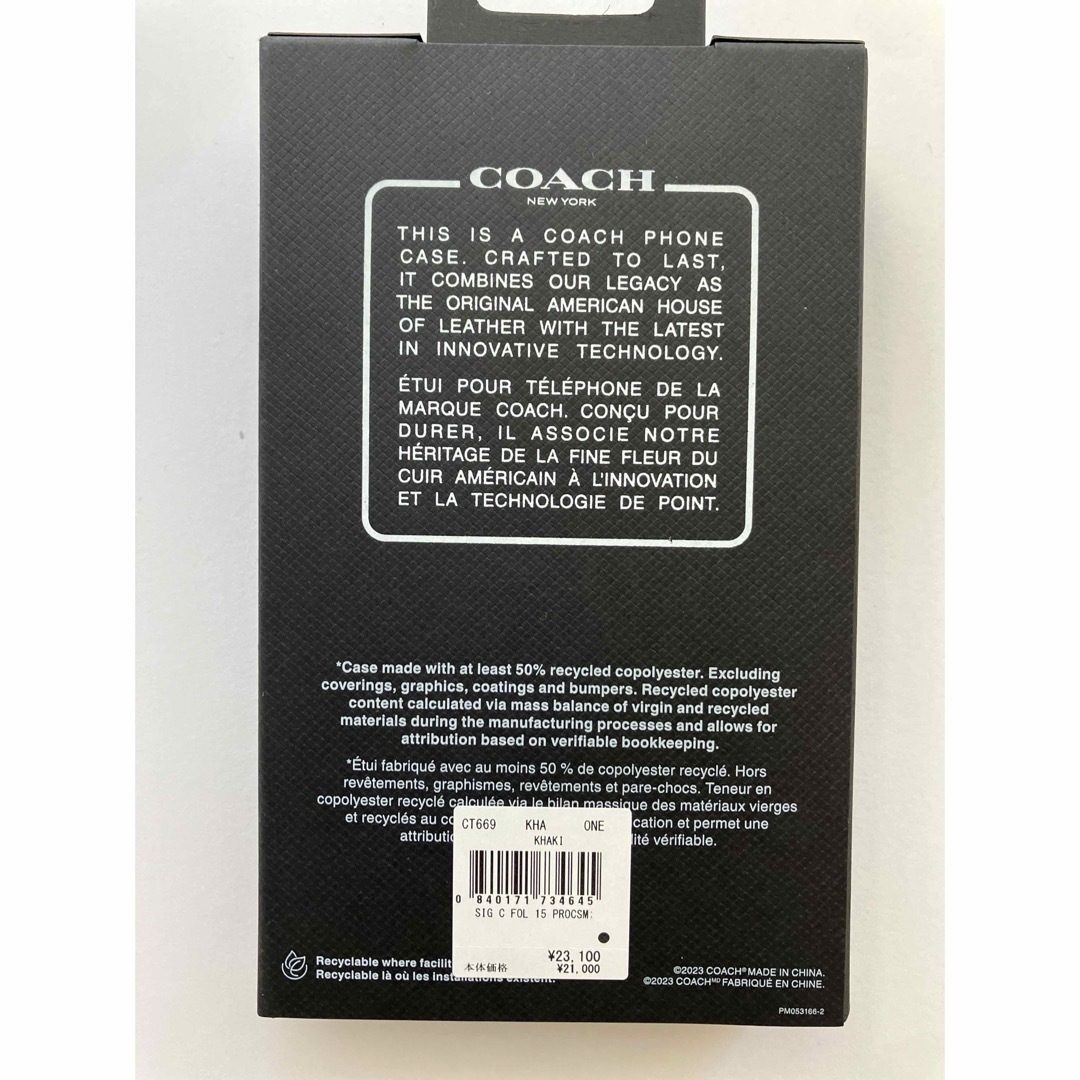 COACH
NEW YORK
THIS IS A COACH PHONE
CASE. CRAFTED TO LAST,
IT COMBINES OUR LEGACY AS
THE ORIGINAL AMERICAN HOUSE
OF LEATHER WITH THE LATEST
IN INNOVATIVE TECHNOLOGY.
ÉTUI POUR TÉLÉPHONE DE LA
MARQUE COACH. CONÇU POUR
DURER, IL ASSOCIE NOTRE
HÉRITAGE DE LA FINE FLEUR DU
CUIR AMÉRICAIN À L'INNOVATION
ET LA TECHNOLOGIE DE POINT.
*Case made with at least 50% recycled copolyester. Excluding
coverings, graphics, coatings and bumpers. Recycled copolyester
content calculated via mass balance of virgin and recycled
materials during the manufacturing processes and allows for
attribution based on verifiable bookkeeping.
*Étui fabriqué avec au moins 50 % de copolyester recyclé. Hors
revêtements, graphismes, revêtements et pare-chocs. Teneur en
copolyester recyclé calculée via le bilan massique des matériaux vierges
et recyclés au co cation et permet une
attributio lité vérifiable.
CT669 KHA ONE
KHAKI
0 840171 734645
SIG C FOL 15 PROCSM:
¥23,100
本体価格 ¥21,000
Recyclable where facilit
Recyclable là où les installations existent.
©2023 COACH® MADE IN CHINA.
©2023 COACHᴹᴰ FABRIQUÉ EN CHINE.
PM053166-2